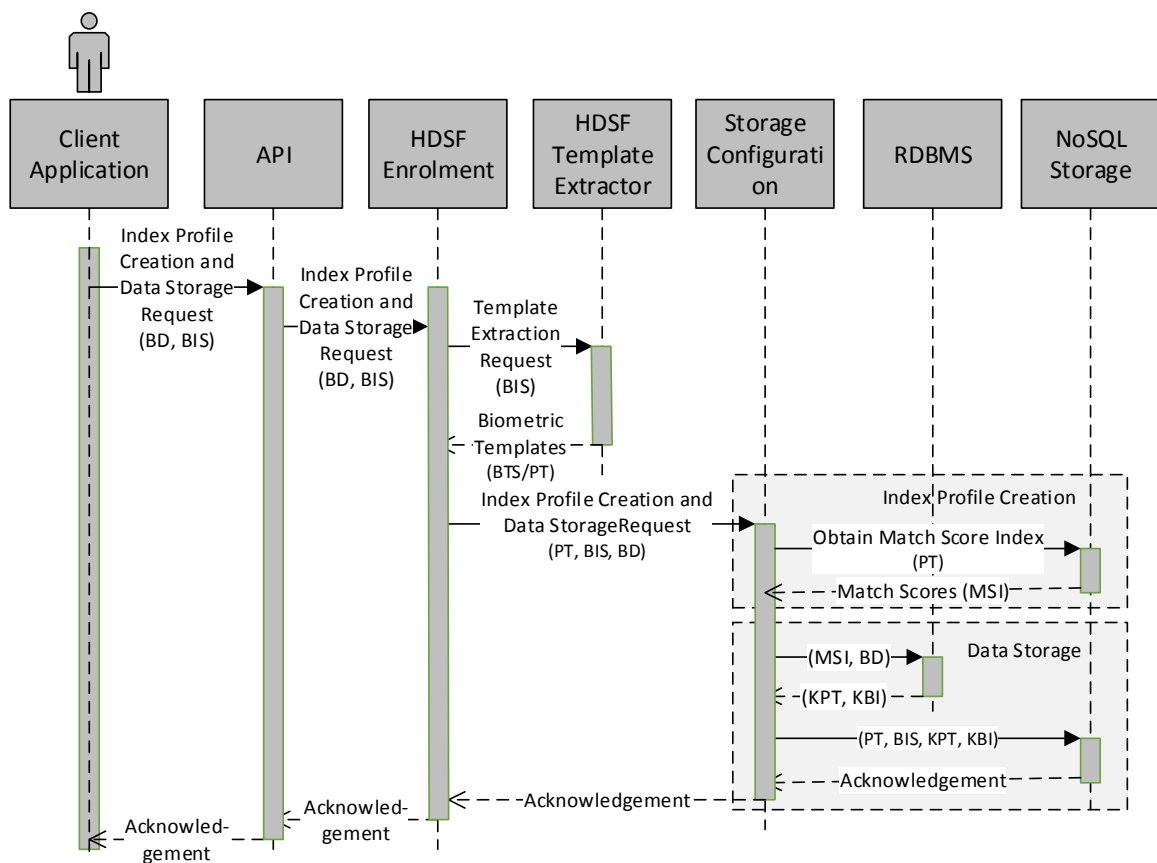 Client
Application
API
HDSF
Enrolment
HDSF
Template
Extractor
Storage
Configurati
on
RDBMS
NoSQL
Storage
Index Profile
Creation and
Data Storage
Request
(BD, BIS)
Index Profile
Creation and
Data Storage
Request
(BD, BIS)
Template
Extraction
Request
(BIS)
Biometric
Templates
(BTS/PT)
Index Profile Creation and
Data StorageRequest
(PT, BIS, BD)
Index Profile Creation
Obtain Match Score Index
(PT)
Match Scores (MSI)
Data Storage
(MSI, BD)
(KPT, KBI)
(PT, BIS, KPT, KBI)
Acknowledgement
Acknowledgement
Acknowled-
gement
Acknowled-
gement